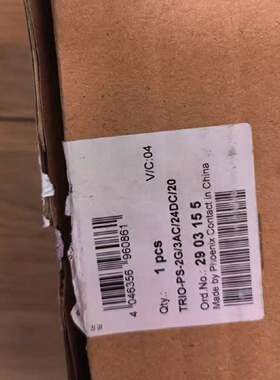 V/C:04
4 046356 960861
Qty.: 1 pcs
TRIO-PS-2G/3AC/24DC/20
Ord.No.: 29 03 15 5
Made by Phoenix Contact in China